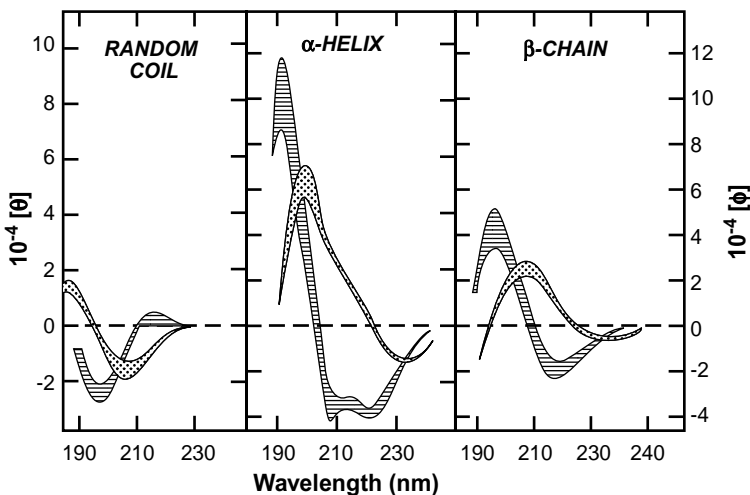 RANDOM
COIL
α-HELIX
β-CHAIN
10
8
6
4
2
0
-2
10⁻⁴ [θ]
12
10
8
6
4
2
0
-2
-4
10⁻⁴ [ϕ]
190 210 230 190 210 230 190 210 230 240
Wavelength (nm)